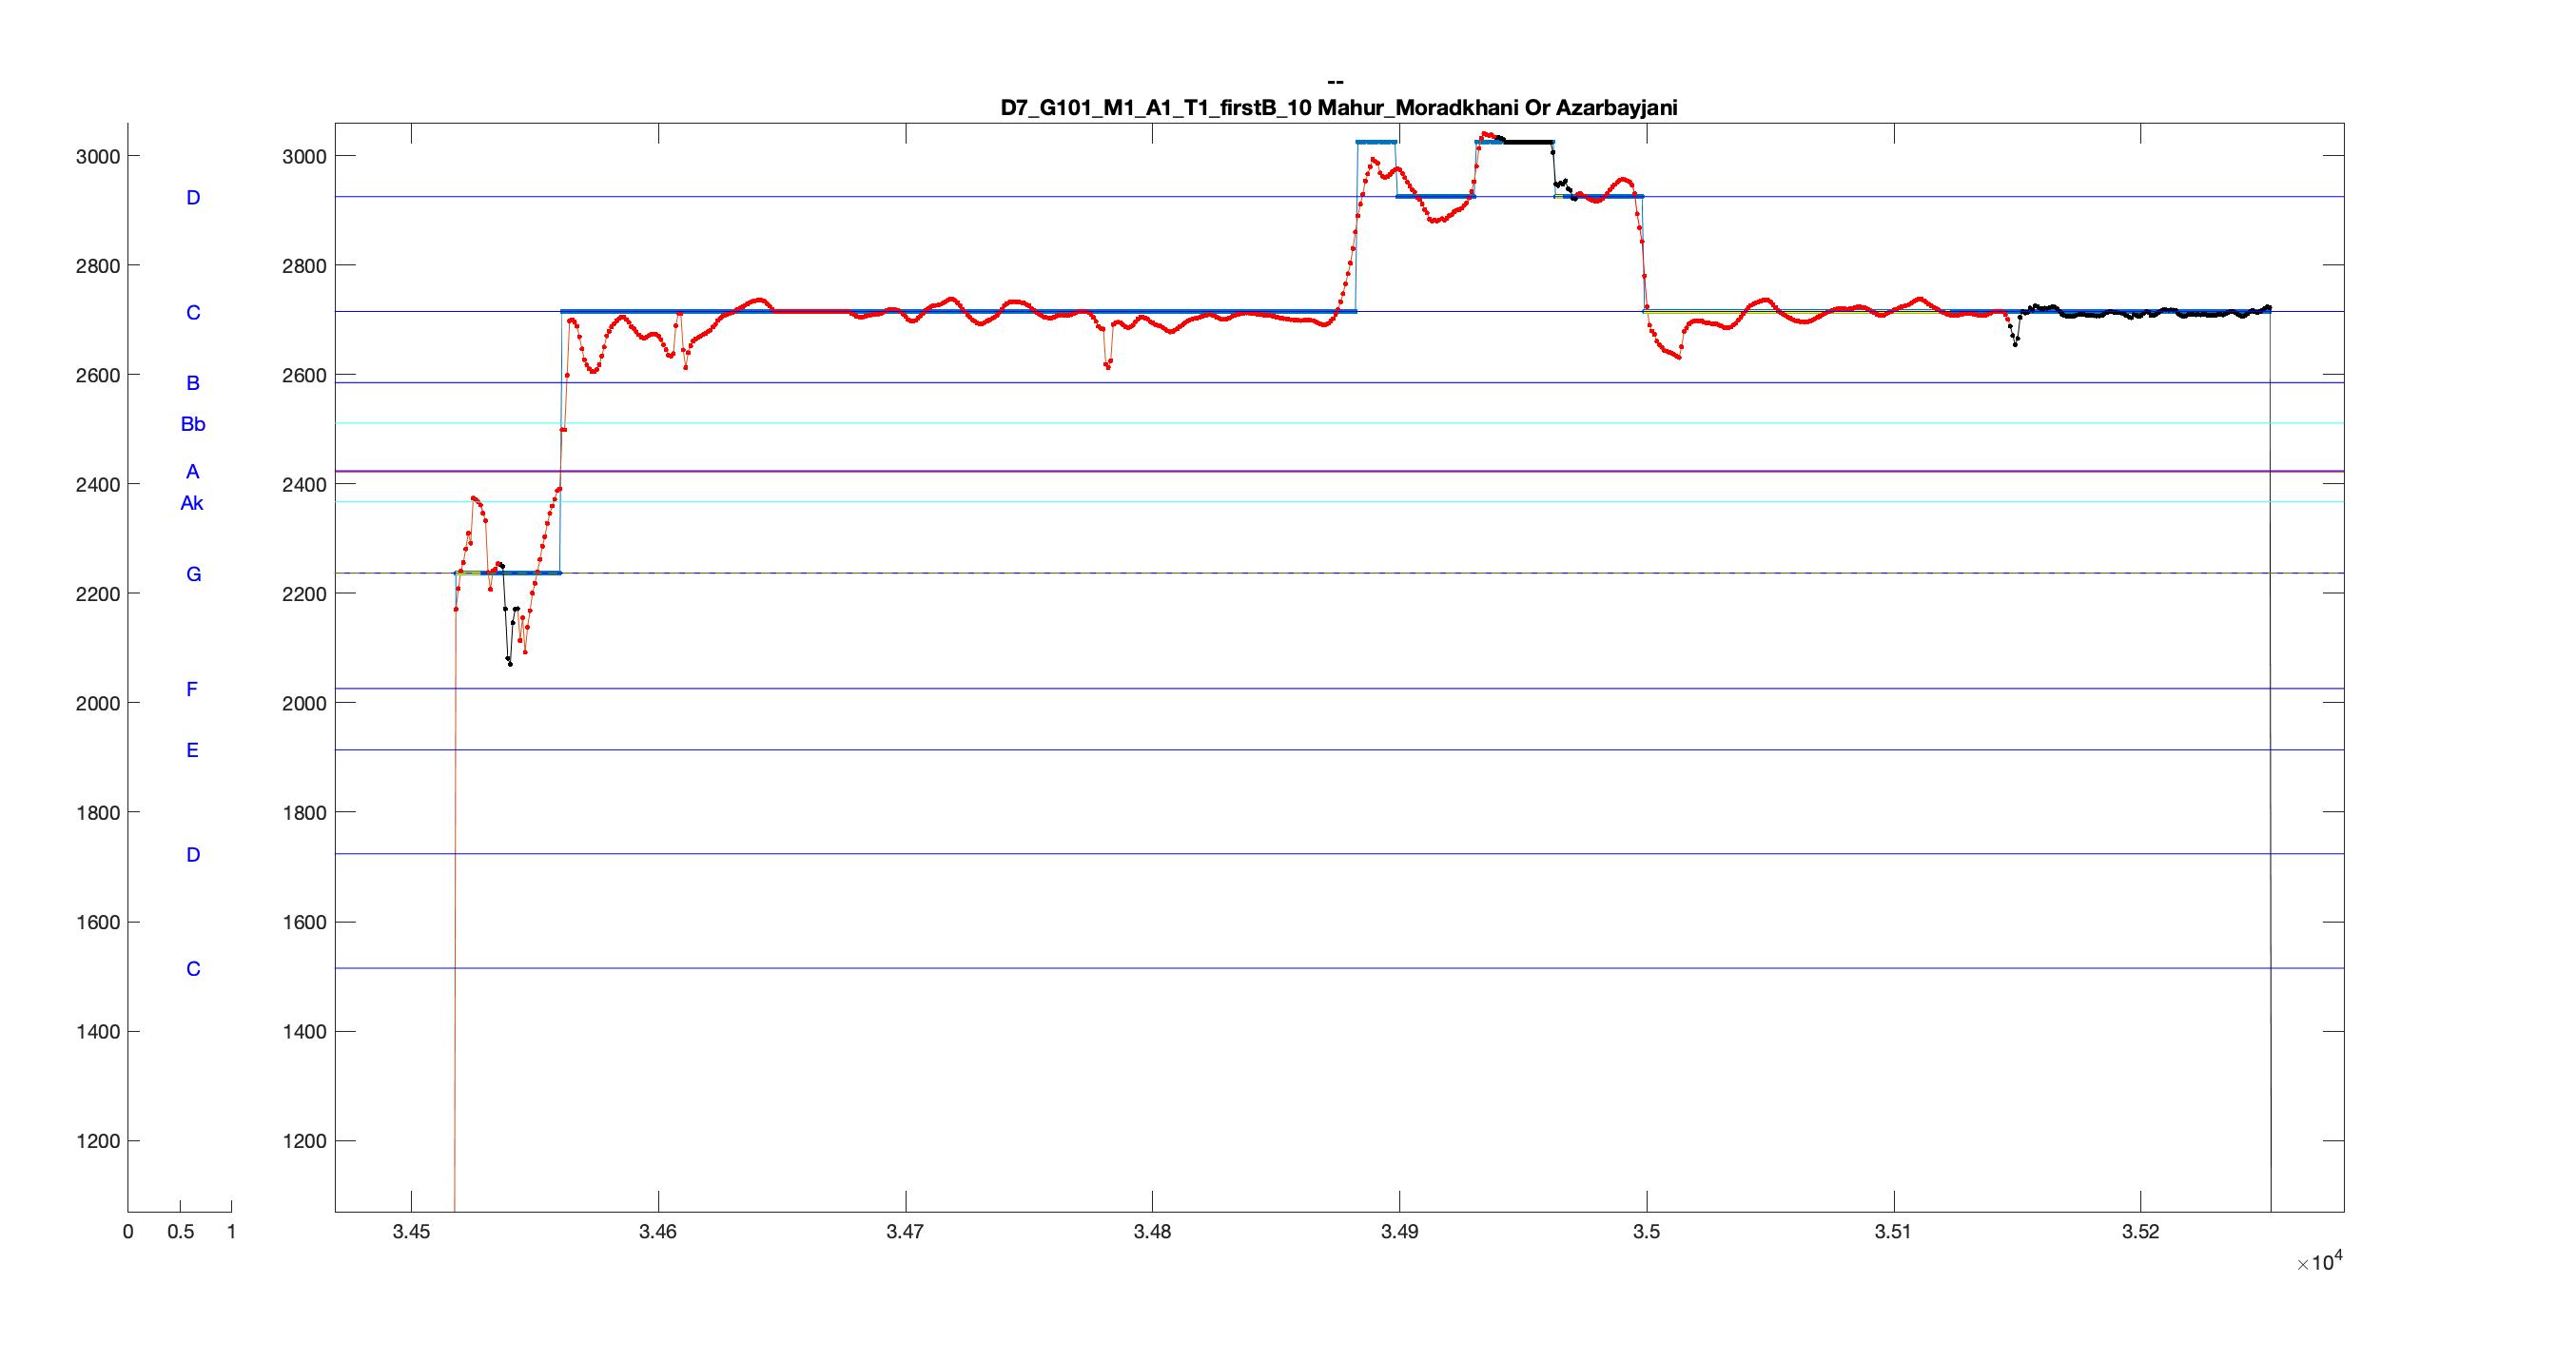 --
D7_G101_M1_A1_T1_firstB_10 Mahur_Moradkhani Or Azarbayjani
3000 D 3000
2800 C 2800
2600 B 2600
Bb
A
2400 Ak 2400
G
2200 2200
F
2000 2000
E
1800 1800
D
1600 1600
C
1400 1400
1200 1200
0 0.5 1 3.45 3.46 3.47 3.48 3.49 3.5 3.51 3.52
×10^4